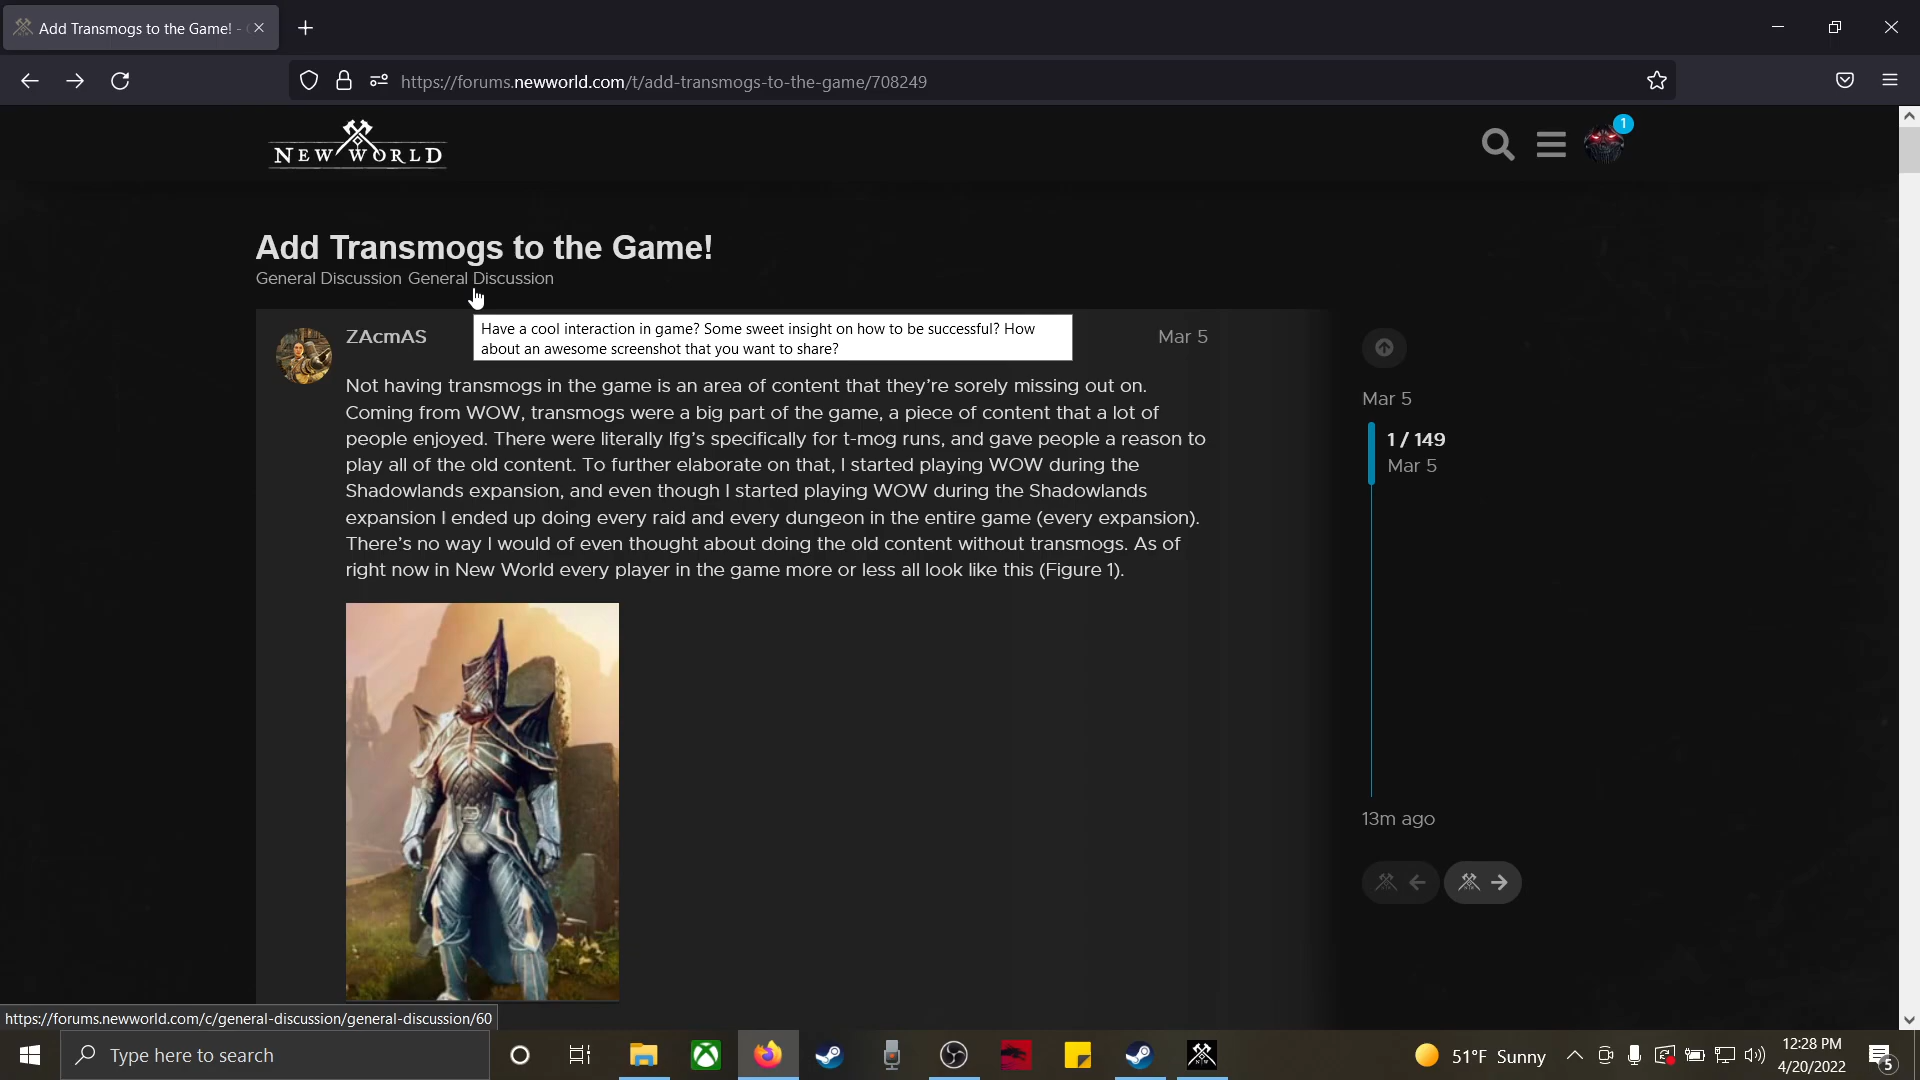 Add Transmogs to the Game! -
https://forums.newworld.com/t/add-transmogs-to-the-game/708249
NEW WORLD
1
Add Transmogs to the Game!
General Discussion General Discussion
ZAcmAS
Have a cool interaction in game? Some sweet insight on how to be successful? How
about an awesome screenshot that you want to share?
Mar 5
Not having transmogs in the game is an area of content that they're sorely missing out on.
Coming from WOW, transmogs were a big part of the game, a piece of content that a lot of
people enjoyed. There were literally lfg's specifically for t-mog runs, and gave people a reason to
play all of the old content. To further elaborate on that, I started playing WOW during the
Shadowlands expansion, and even though I started playing WOW during the Shadowlands
expansion I ended up doing every raid and every dungeon in the entire game (every expansion).
There's no way I would of even thought about doing the old content without transmogs. As of
right now in New World every player in the game more or less all look like this (Figure 1).
Mar 5
1 / 149
Mar 5
13m ago
https://forums.newworld.com/c/general-discussion/general-discussion/60
Type here to search
51°F Sunny
12:28 PM
4/20/2022
5